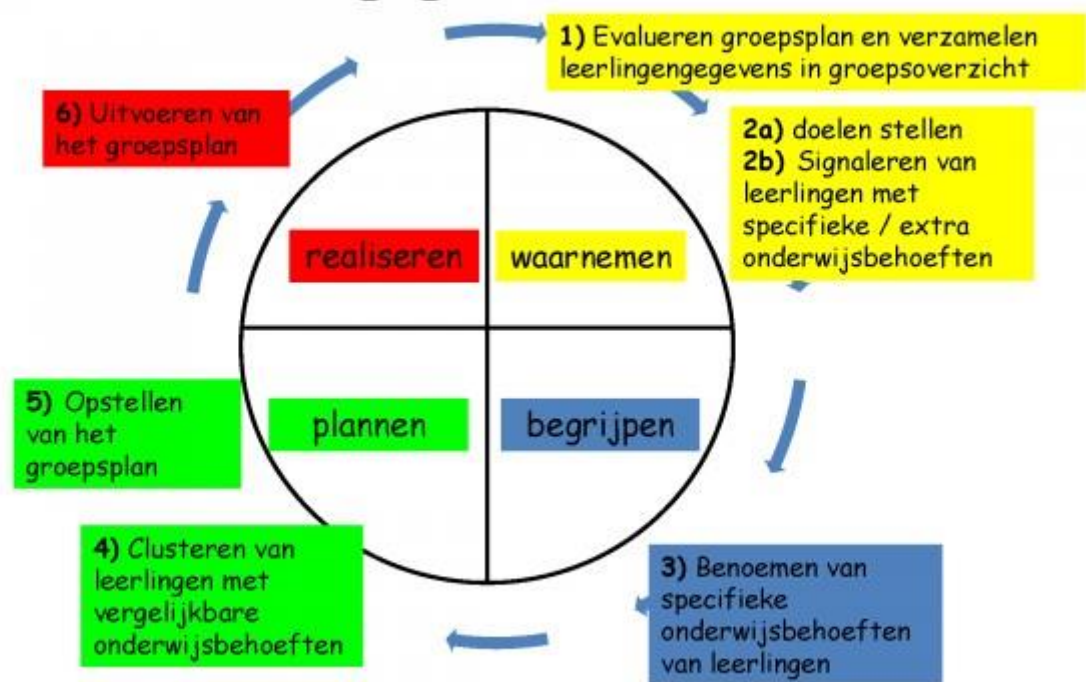 1) Evalueren groepsplan en verzamelen
leerlingengegevens in groepsoverzicht
6) Uitvoeren van
het groepsplan
2a) doelen stellen
2b) Signaleren van
leerlingen met
specifieke / extra
onderwijsbehoeften
realiseren
waarnemen
5) Opstellen
van het
groepsplan
plannen
begrijpen
4) Clusteren van
leerlingen met
vergelijkbare
onderwijsbehoeften
3) Benoemen van
specifieke
onderwijsbehoeften
van leerlingen